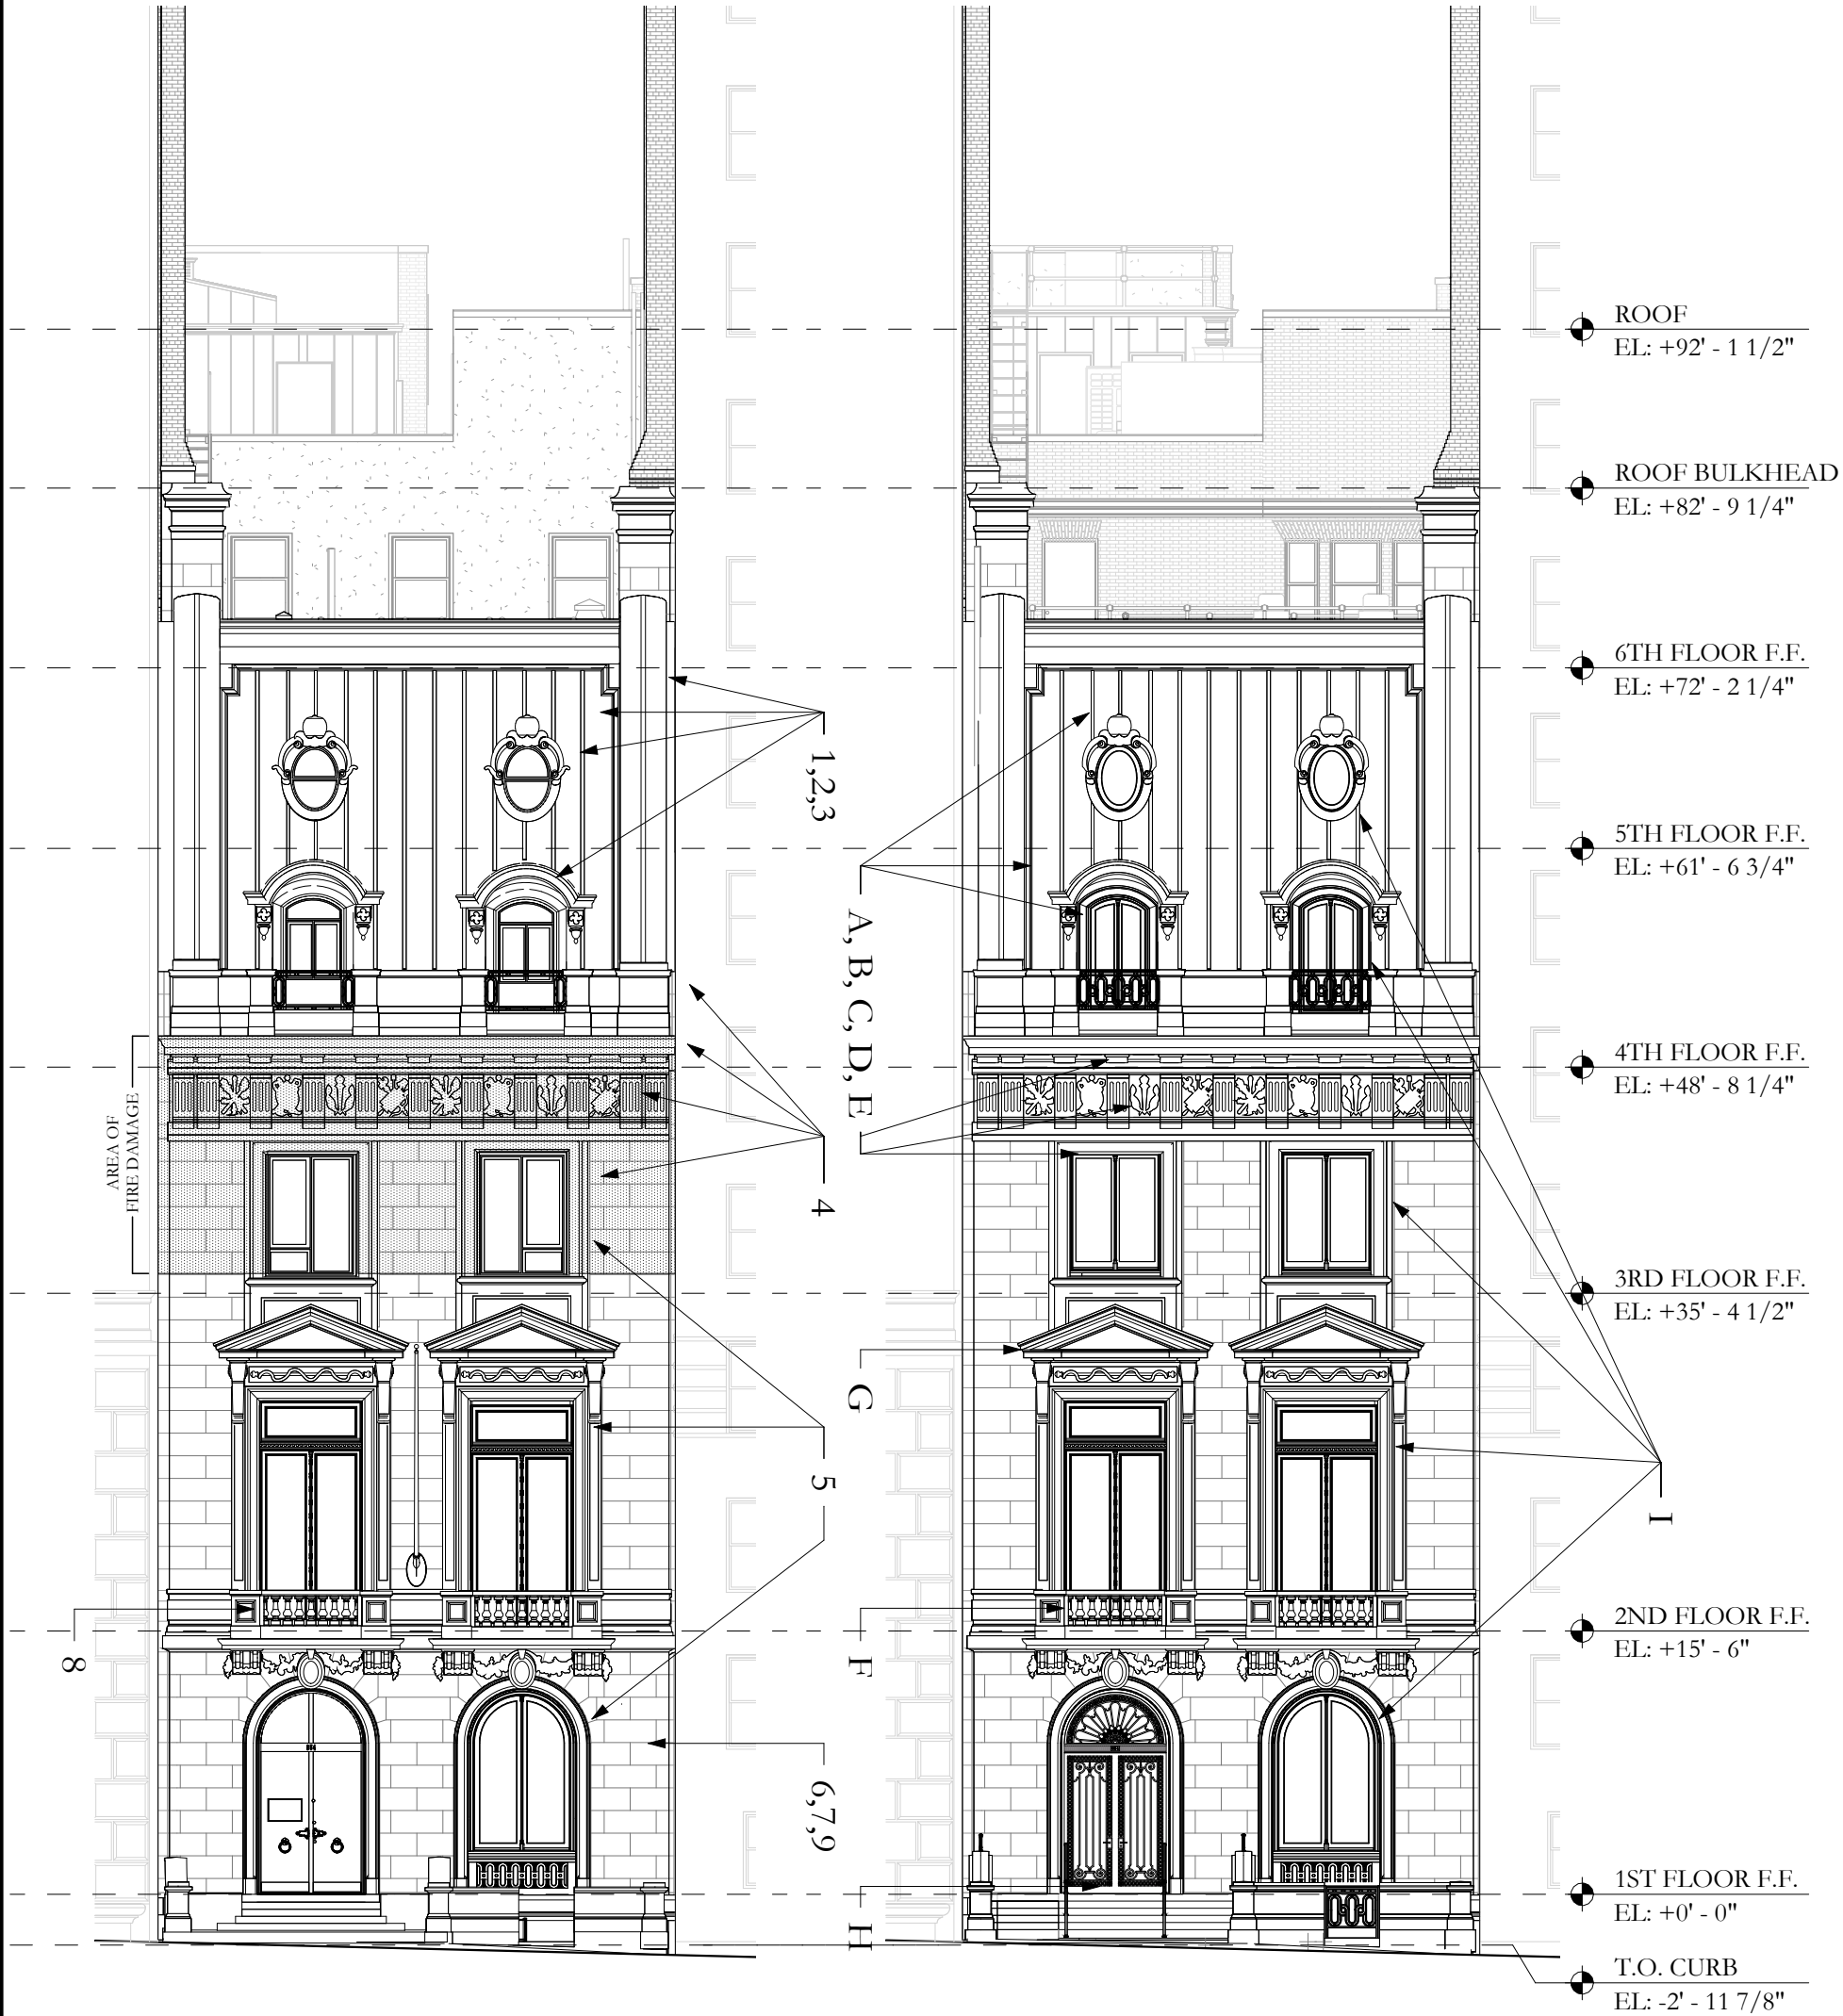 ROOF
EL: +92' - 1 1/2"
ROOF BULKHEAD
EL: +82' - 9 1/4"
6TH FLOOR F.F.
EL: +72' - 2 1/4"
1,2,3
5TH FLOOR F.F.
EL: +61' - 6 3/4"
A, B, C, D, E
4TH FLOOR F.F.
EL: +48' - 8 1/4"
AREA OF
FIRE DAMAGE
4
3RD FLOOR F.F.
EL: +35' - 4 1/2"
G
5
I
2ND FLOOR F.F.
EL: +15' - 6"
8
F
6,7,9
1ST FLOOR F.F.
EL: +0' - 0"
H
T.O. CURB
EL: -2' - 11 7/8"